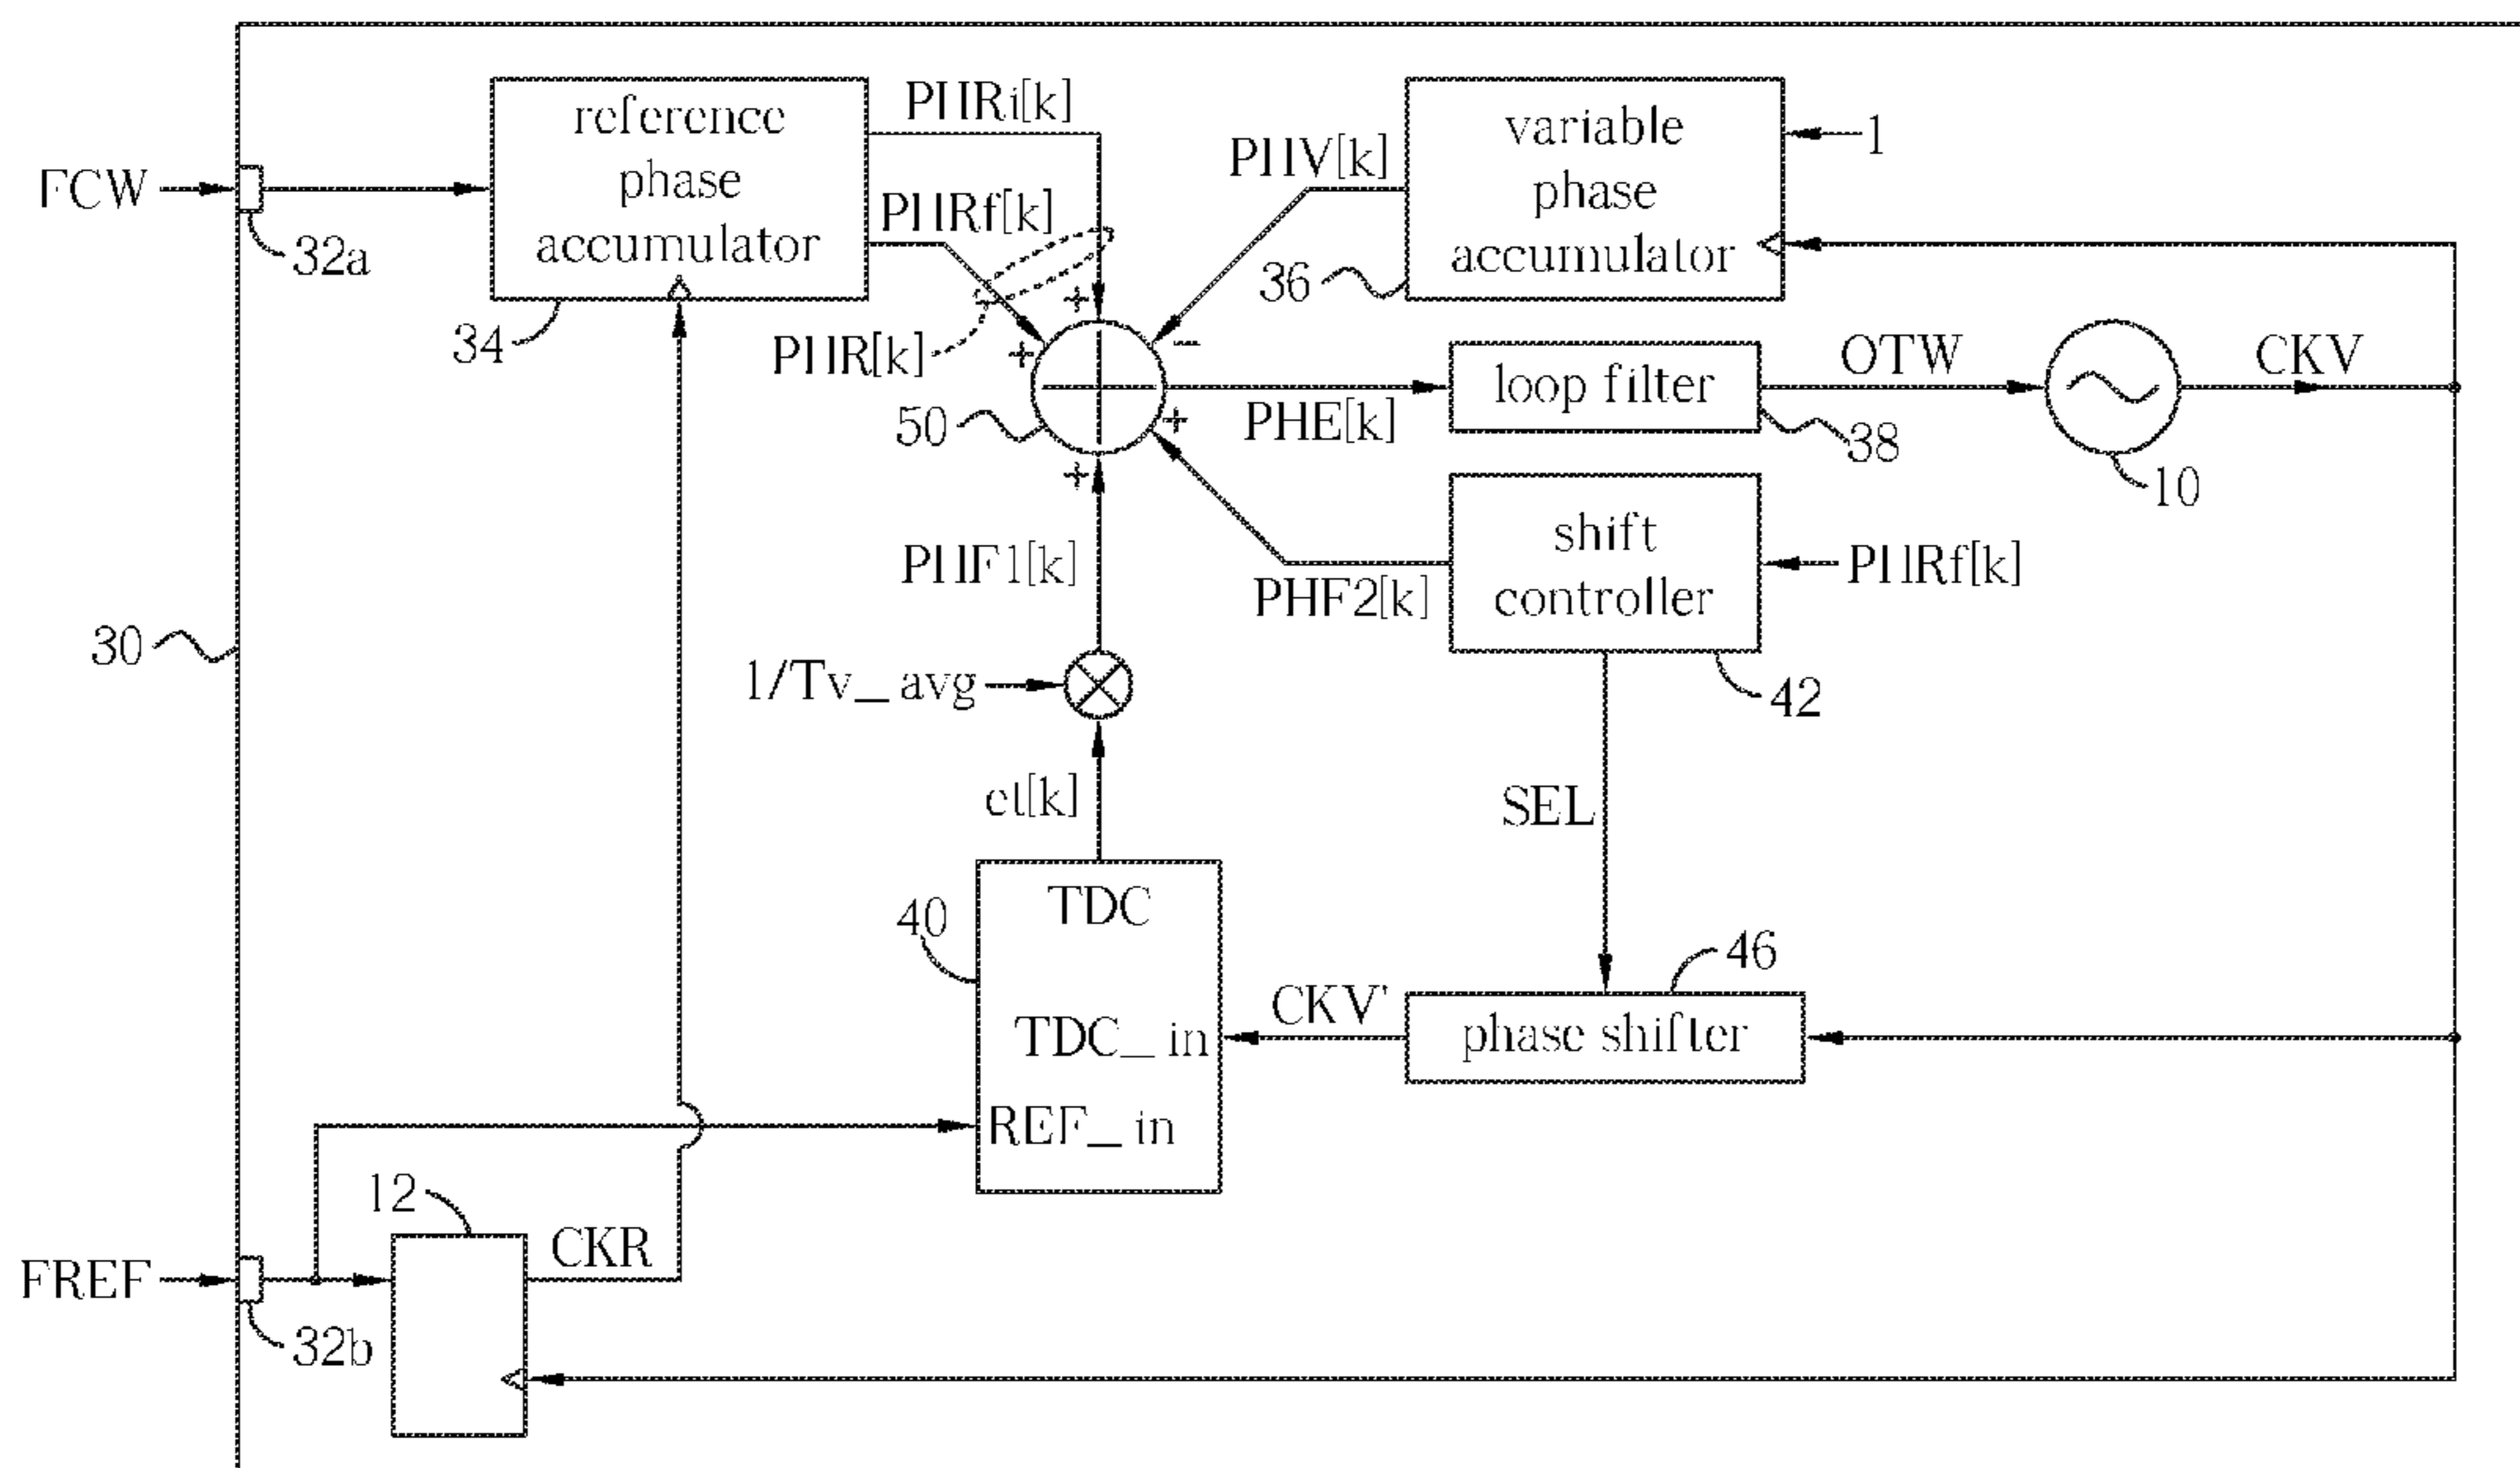 FCW
32a
reference
phase
accumulator
34
PHRi[k]
PHRf[k]
PHR[k]
+
+
-
+
+
50
PHV[k]
variable
phase
accumulator
1
36
PHE[k]
loop filter
38
OTW
10
CKV
30
PHF1[k]
1/Tv_avg
et[k]
PHF2[k]
shift
controller
PHRf[k]
42
SEL
40
TDC
TDC_in
REF_in
CKV'
46
phase shifter
12
CKR
FREF
32b